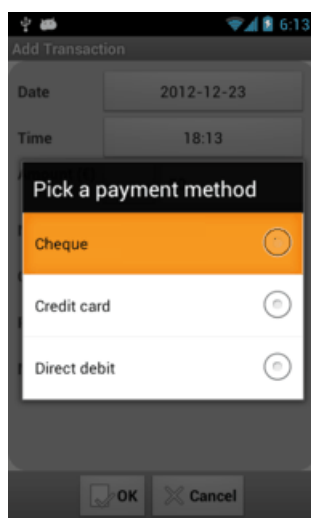 6:13
Add Transaction
Date 2012-12-23
Time 18:13
Pick a payment method
Cheque
Credit card
Direct debit
OK Cancel